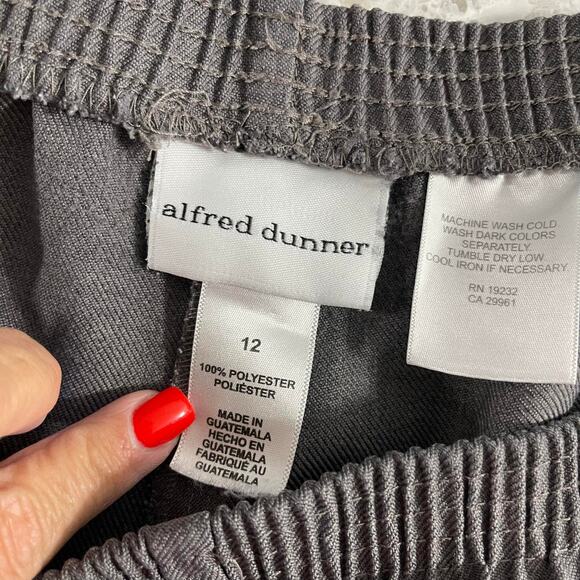 alfred dunner
12
100% POLYESTER
POLIÉSTER
MADE IN
GUATEMALA
HECHO EN
GUATEMALA
FABRIQUÉ AU
GUATEMALA
MACHINE WASH COLD
WASH DARK COLORS
SEPARATELY.
TUMBLE DRY LOW.
COOL IRON IF NECESSARY.
RN 19232
CA 29961